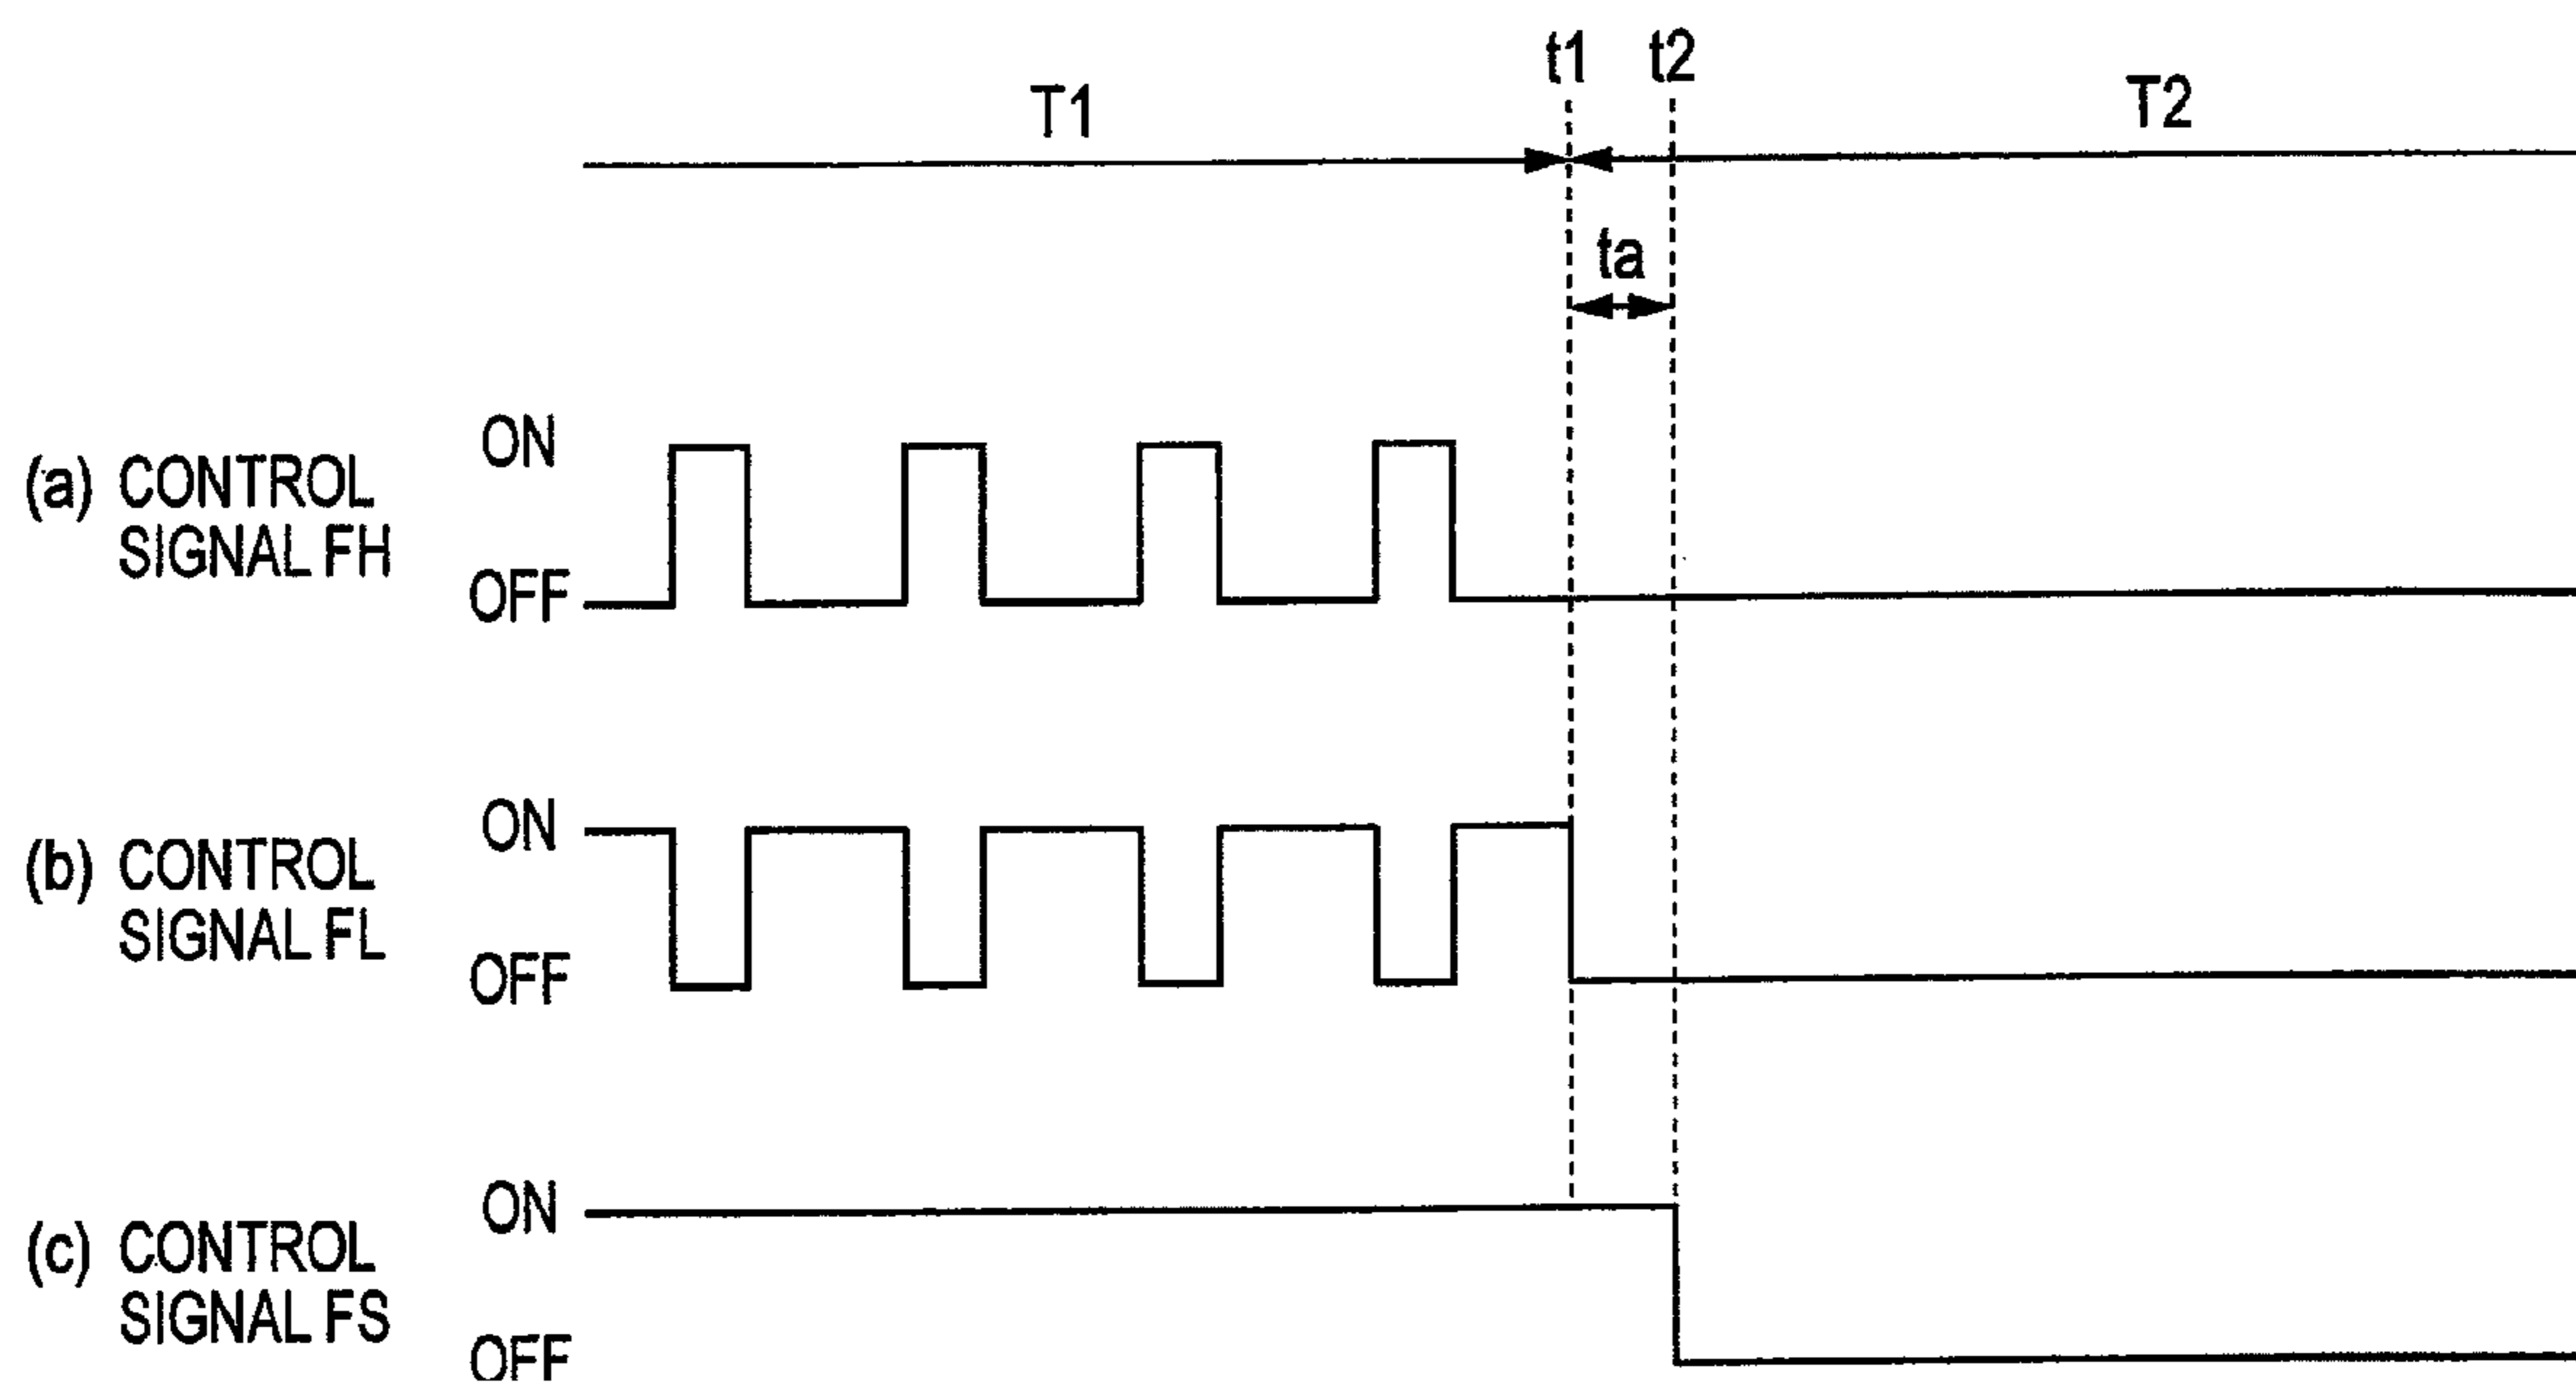 t1 t2
T1 T2
ta
(a) CONTROL
SIGNAL FH
ON
OFF
(b) CONTROL
SIGNAL FL
ON
OFF
(c) CONTROL
SIGNAL FS
ON
OFF